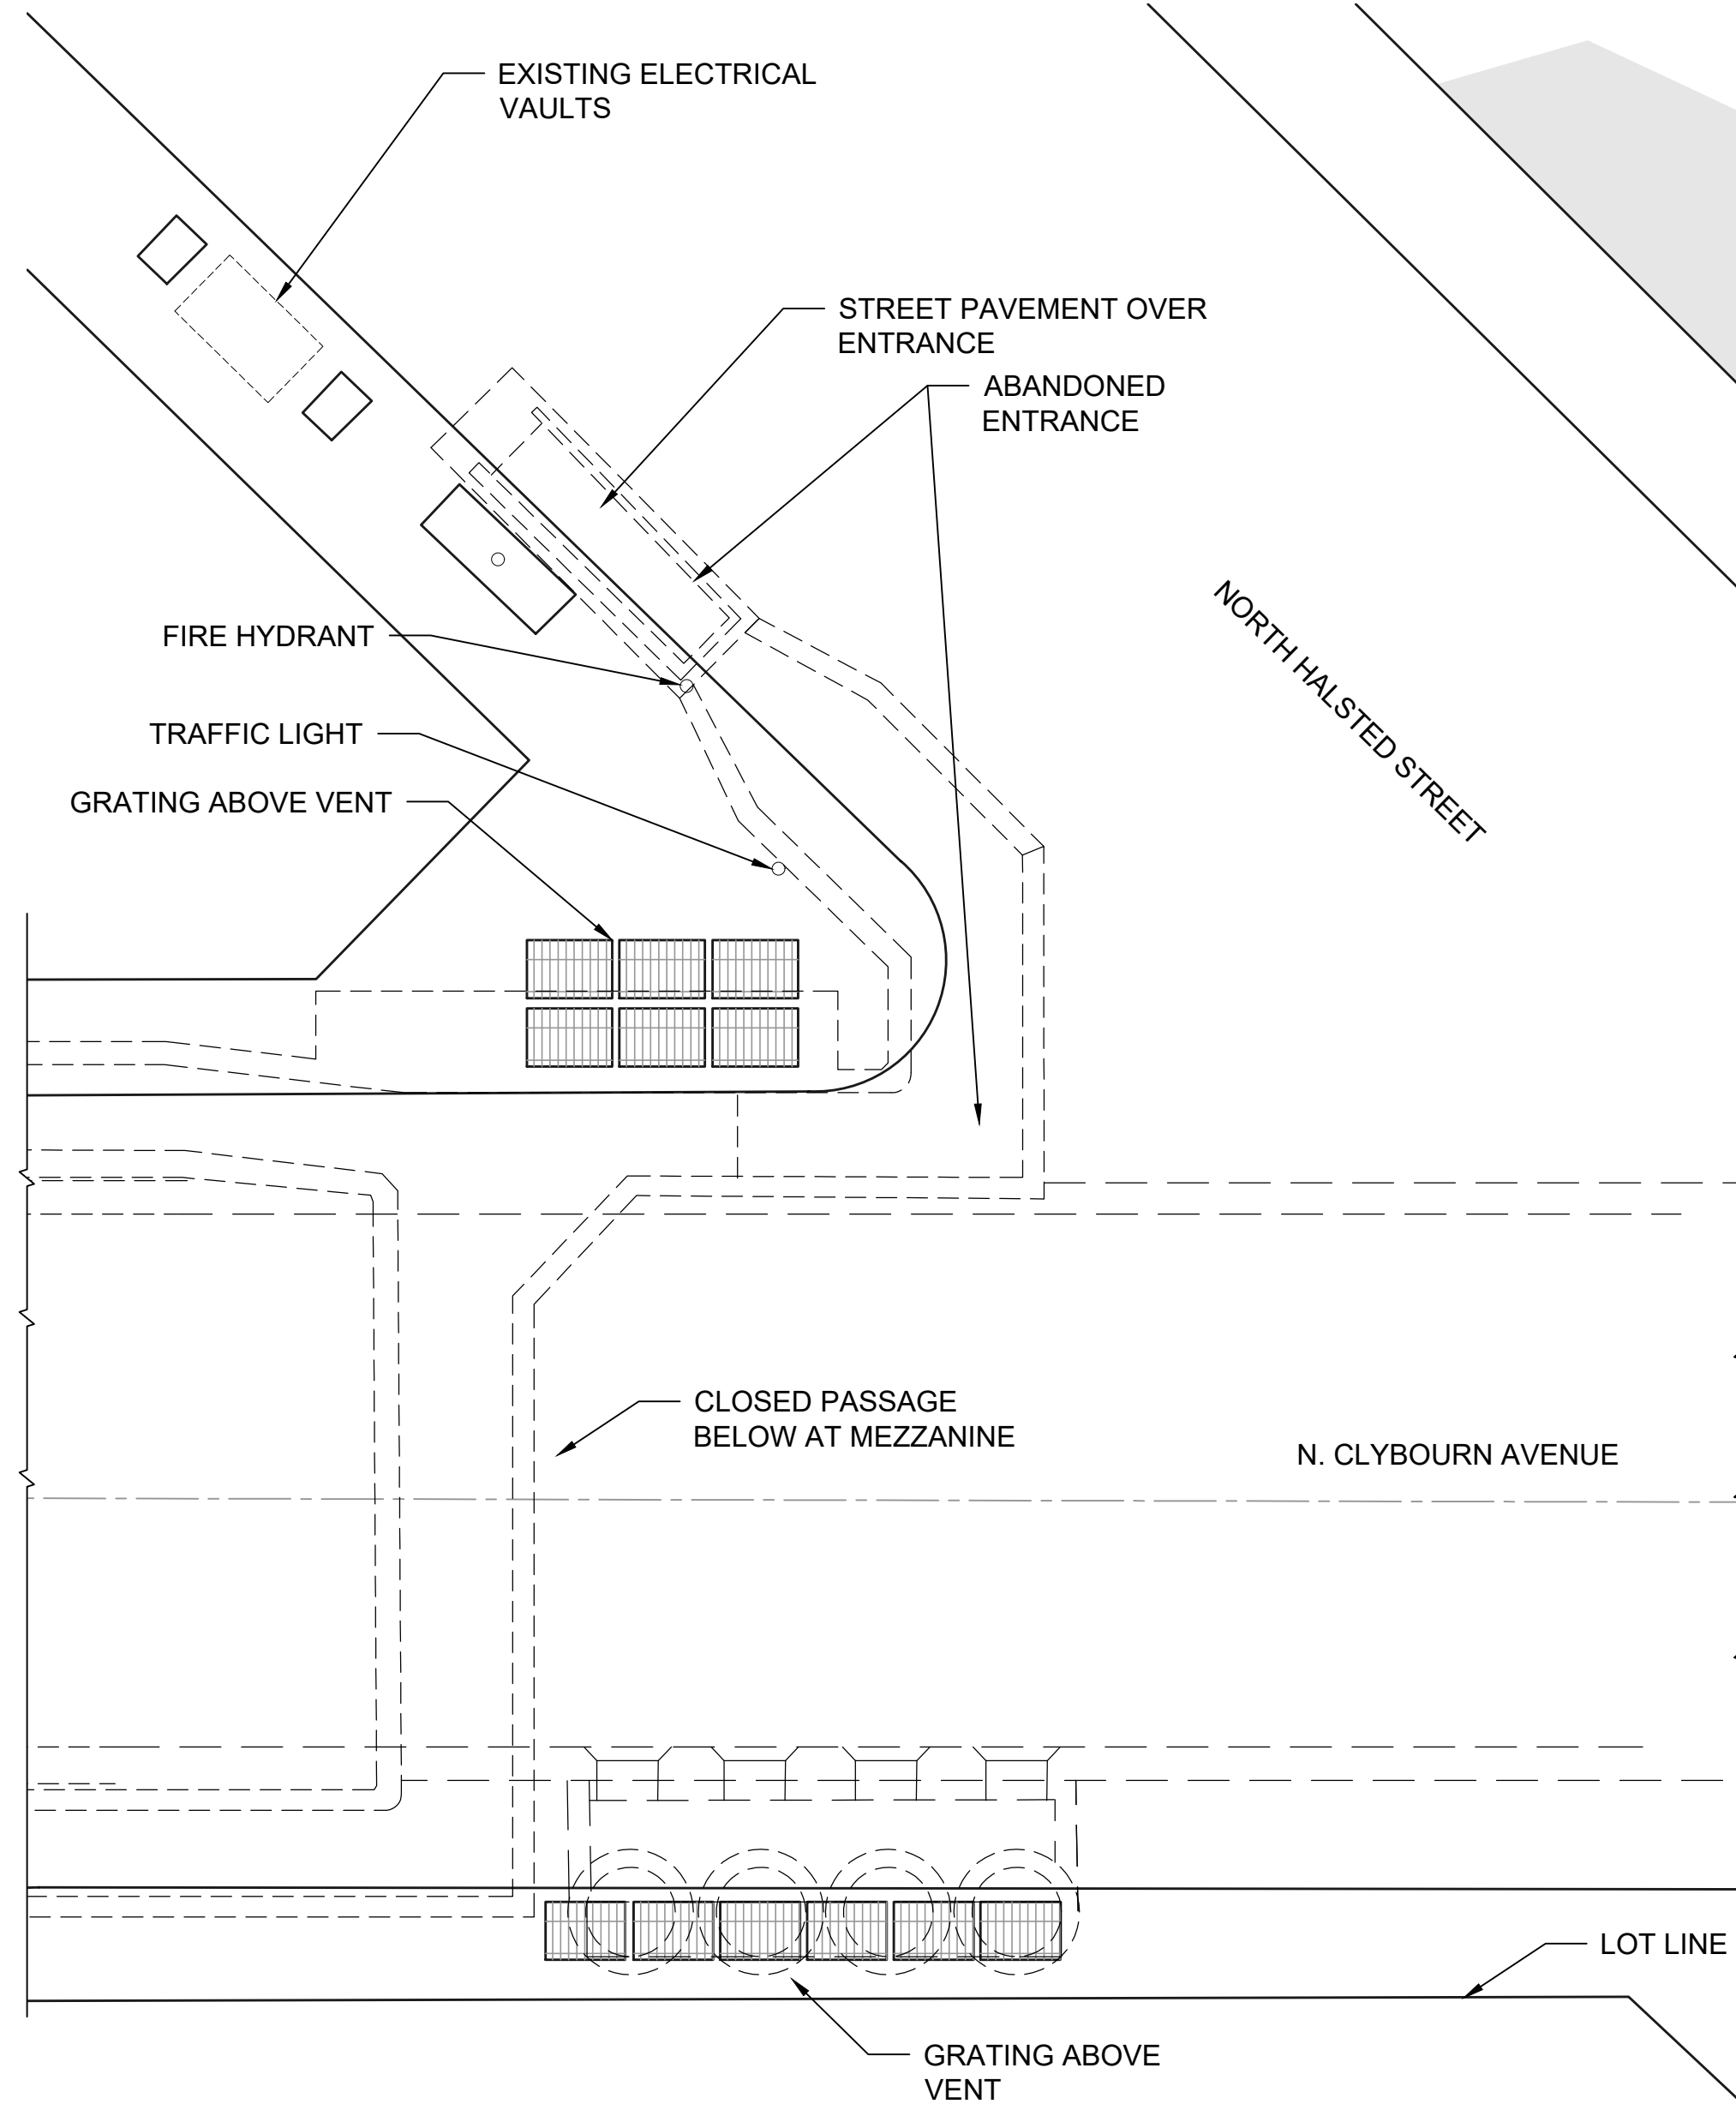 EXISTING ELECTRICAL
VAULTS
STREET PAVEMENT OVER
ENTRANCE
ABANDONED
ENTRANCE
FIRE HYDRANT
TRAFFIC LIGHT
GRATING ABOVE VENT
NORTH HALSTED STREET
CLOSED PASSAGE
BELOW AT MEZZANINE
N. CLYBOURN AVENUE
LOT LINE
GRATING ABOVE
VENT